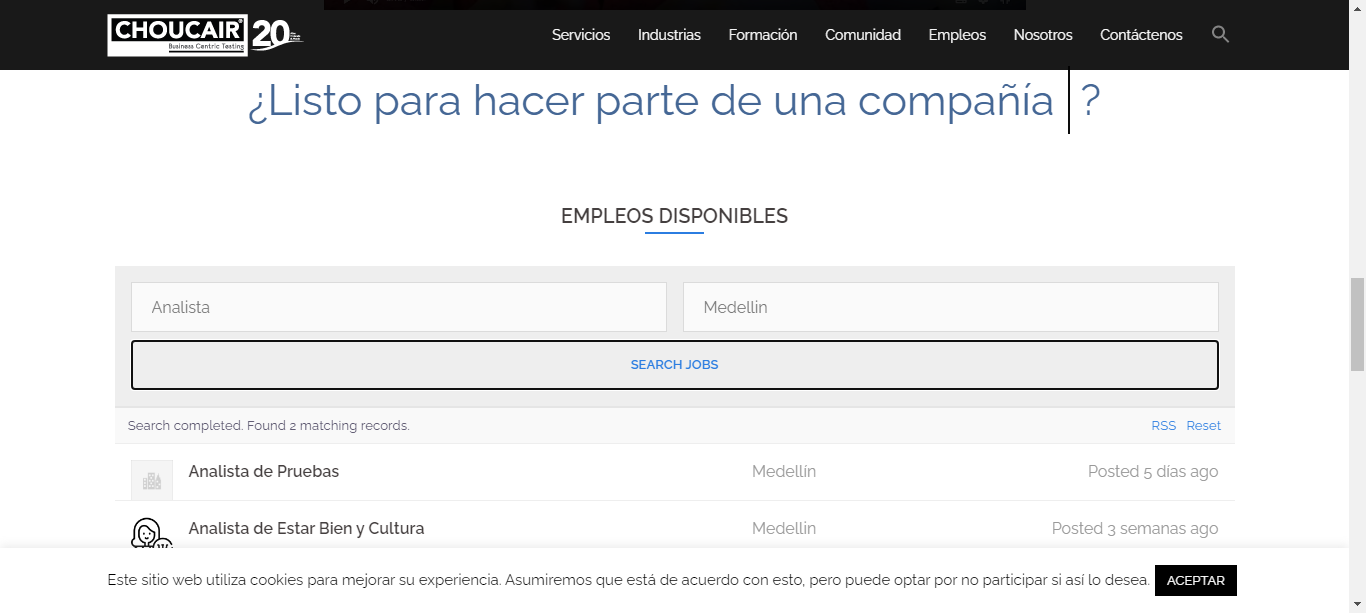 CHOUCAIR®
Business Centric Testing
20
Servicios Industrias Formación Comunidad Empleos Nosotros Contáctenos
¿Listo para hacer parte de una compañía ?
EMPLEOS DISPONIBLES
Analista Medellin
SEARCH JOBS
Search completed. Found 2 matching records. RSS Reset
Analista de Pruebas Medellín Posted 5 días ago
Analista de Estar Bien y Cultura Medellin Posted 3 semanas ago
Este sitio web utiliza cookies para mejorar su experiencia. Asumiremos que está de acuerdo con esto, pero puede optar por no participar si así lo desea. ACEPTAR